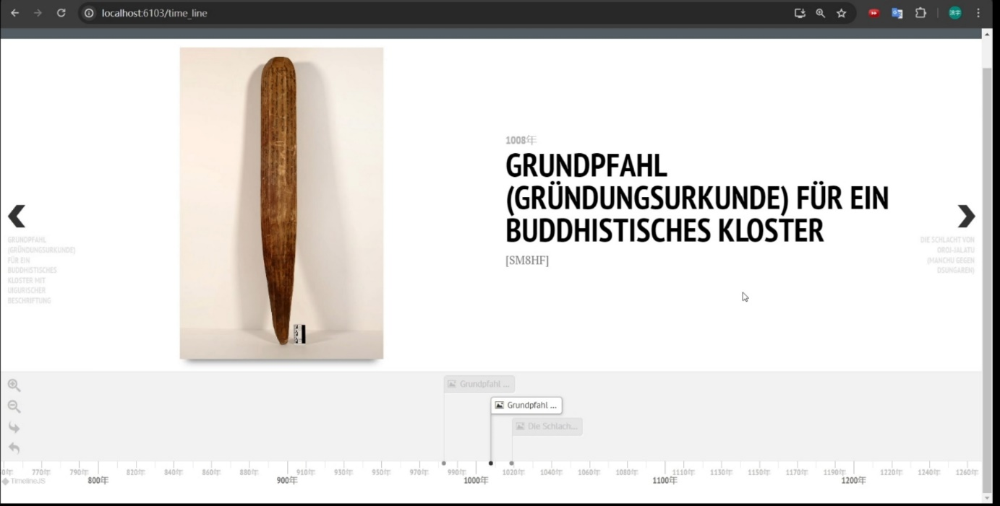 localhost:6103/time_line
1008年
GRUNDPFAHL
(GRÜNDUNGSURKUNDE) FÜR EIN
BUDDHISTISCHES KLOSTER
[SM8HF]
GRUNDPFAHL
(GRÜNDUNGSURKUNDE)
FÜR EIN
BUDDHISTISCHES
KLOSTER MIT
UIGURISCHER
BESCHRIFTUNG
DIE SCHLACHT VON
OROI-JALATU
(MANCHU GEGEN
DSUNGAREN)
Grundpfahl ...
Grundpfahl ...
Die Schlach...
770年 790年 820年 840年 860年 880年 910年 930年 950年 970年 990年 1020年 1040年 1060年 1080年 1110年 1130年 1150年 1170年 1190年 1220年 1240年 1260年
800年 900年 1000年 1100年 1200年
TimelineJS